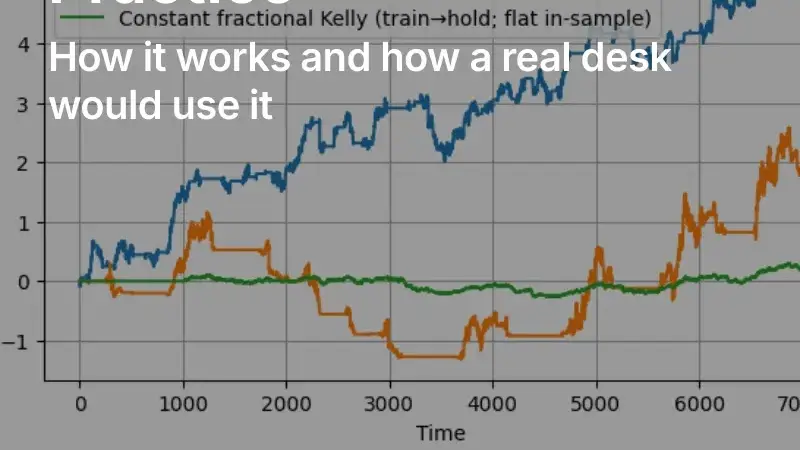 Constant fractional Kelly (train→hold; flat in-sample)
How it works and how a real desk
would use it
4
3
2
1
0
−1
0 1000 2000 3000 4000 5000 6000
Time